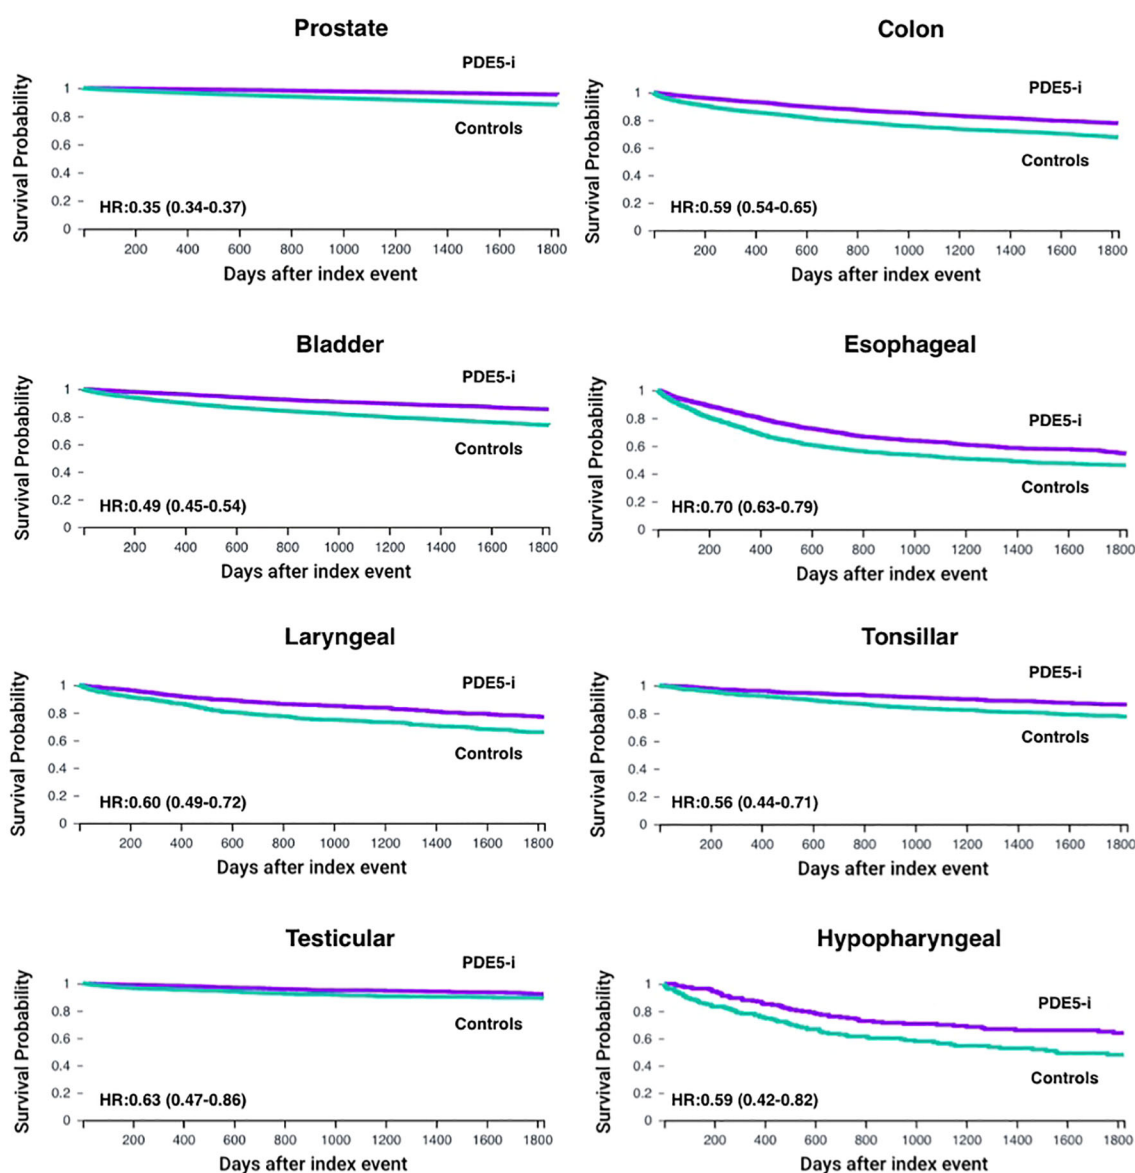 Prostate
PDE5-i
Controls
Survival Probability
1
0.8
0.6
0.4
0.2
0
HR:0.35 (0.34-0.37)
200 400 600 800 1000 1200 1400 1600 1800
Days after index event
Colon
PDE5-i
Controls
Survival Probability
1
0.8
0.6
0.4
0.2
0
HR:0.59 (0.54-0.65)
200 400 600 800 1000 1200 1400 1600 1800
Days after index event
Bladder
PDE5-i
Controls
Survival Probability
1
0.8
0.6
0.4
0.2
0
HR:0.49 (0.45-0.54)
200 400 600 800 1000 1200 1400 1600 1800
Days after index event
Esophageal
PDE5-i
Controls
Survival Probability
1
0.8
0.6
0.4
0.2
0
HR:0.70 (0.63-0.79)
200 400 600 800 1000 1200 1400 1600 1800
Days after index event
Laryngeal
PDE5-i
Controls
Survival Probability
1
0.8
0.6
0.4
0.2
0
HR:0.60 (0.49-0.72)
200 400 600 800 1000 1200 1400 1600 1800
Days after index event
Tonsillar
PDE5-i
Controls
Survival Probability
1
0.8
0.6
0.4
0.2
0
HR:0.56 (0.44-0.71)
200 400 600 800 1000 1200 1400 1600 1800
Days after index event
Testicular
PDE5-i
Controls
Survival Probability
1
0.8
0.6
0.4
0.2
0
HR:0.63 (0.47-0.86)
200 400 600 800 1000 1200 1400 1600 1800
Days after index event
Hypopharyngeal
PDE5-i
Controls
Survival Probability
1
0.8
0.6
0.4
0.2
0
HR:0.59 (0.42-0.82)
200 400 600 800 1000 1200 1400 1600 1800
Days after index event